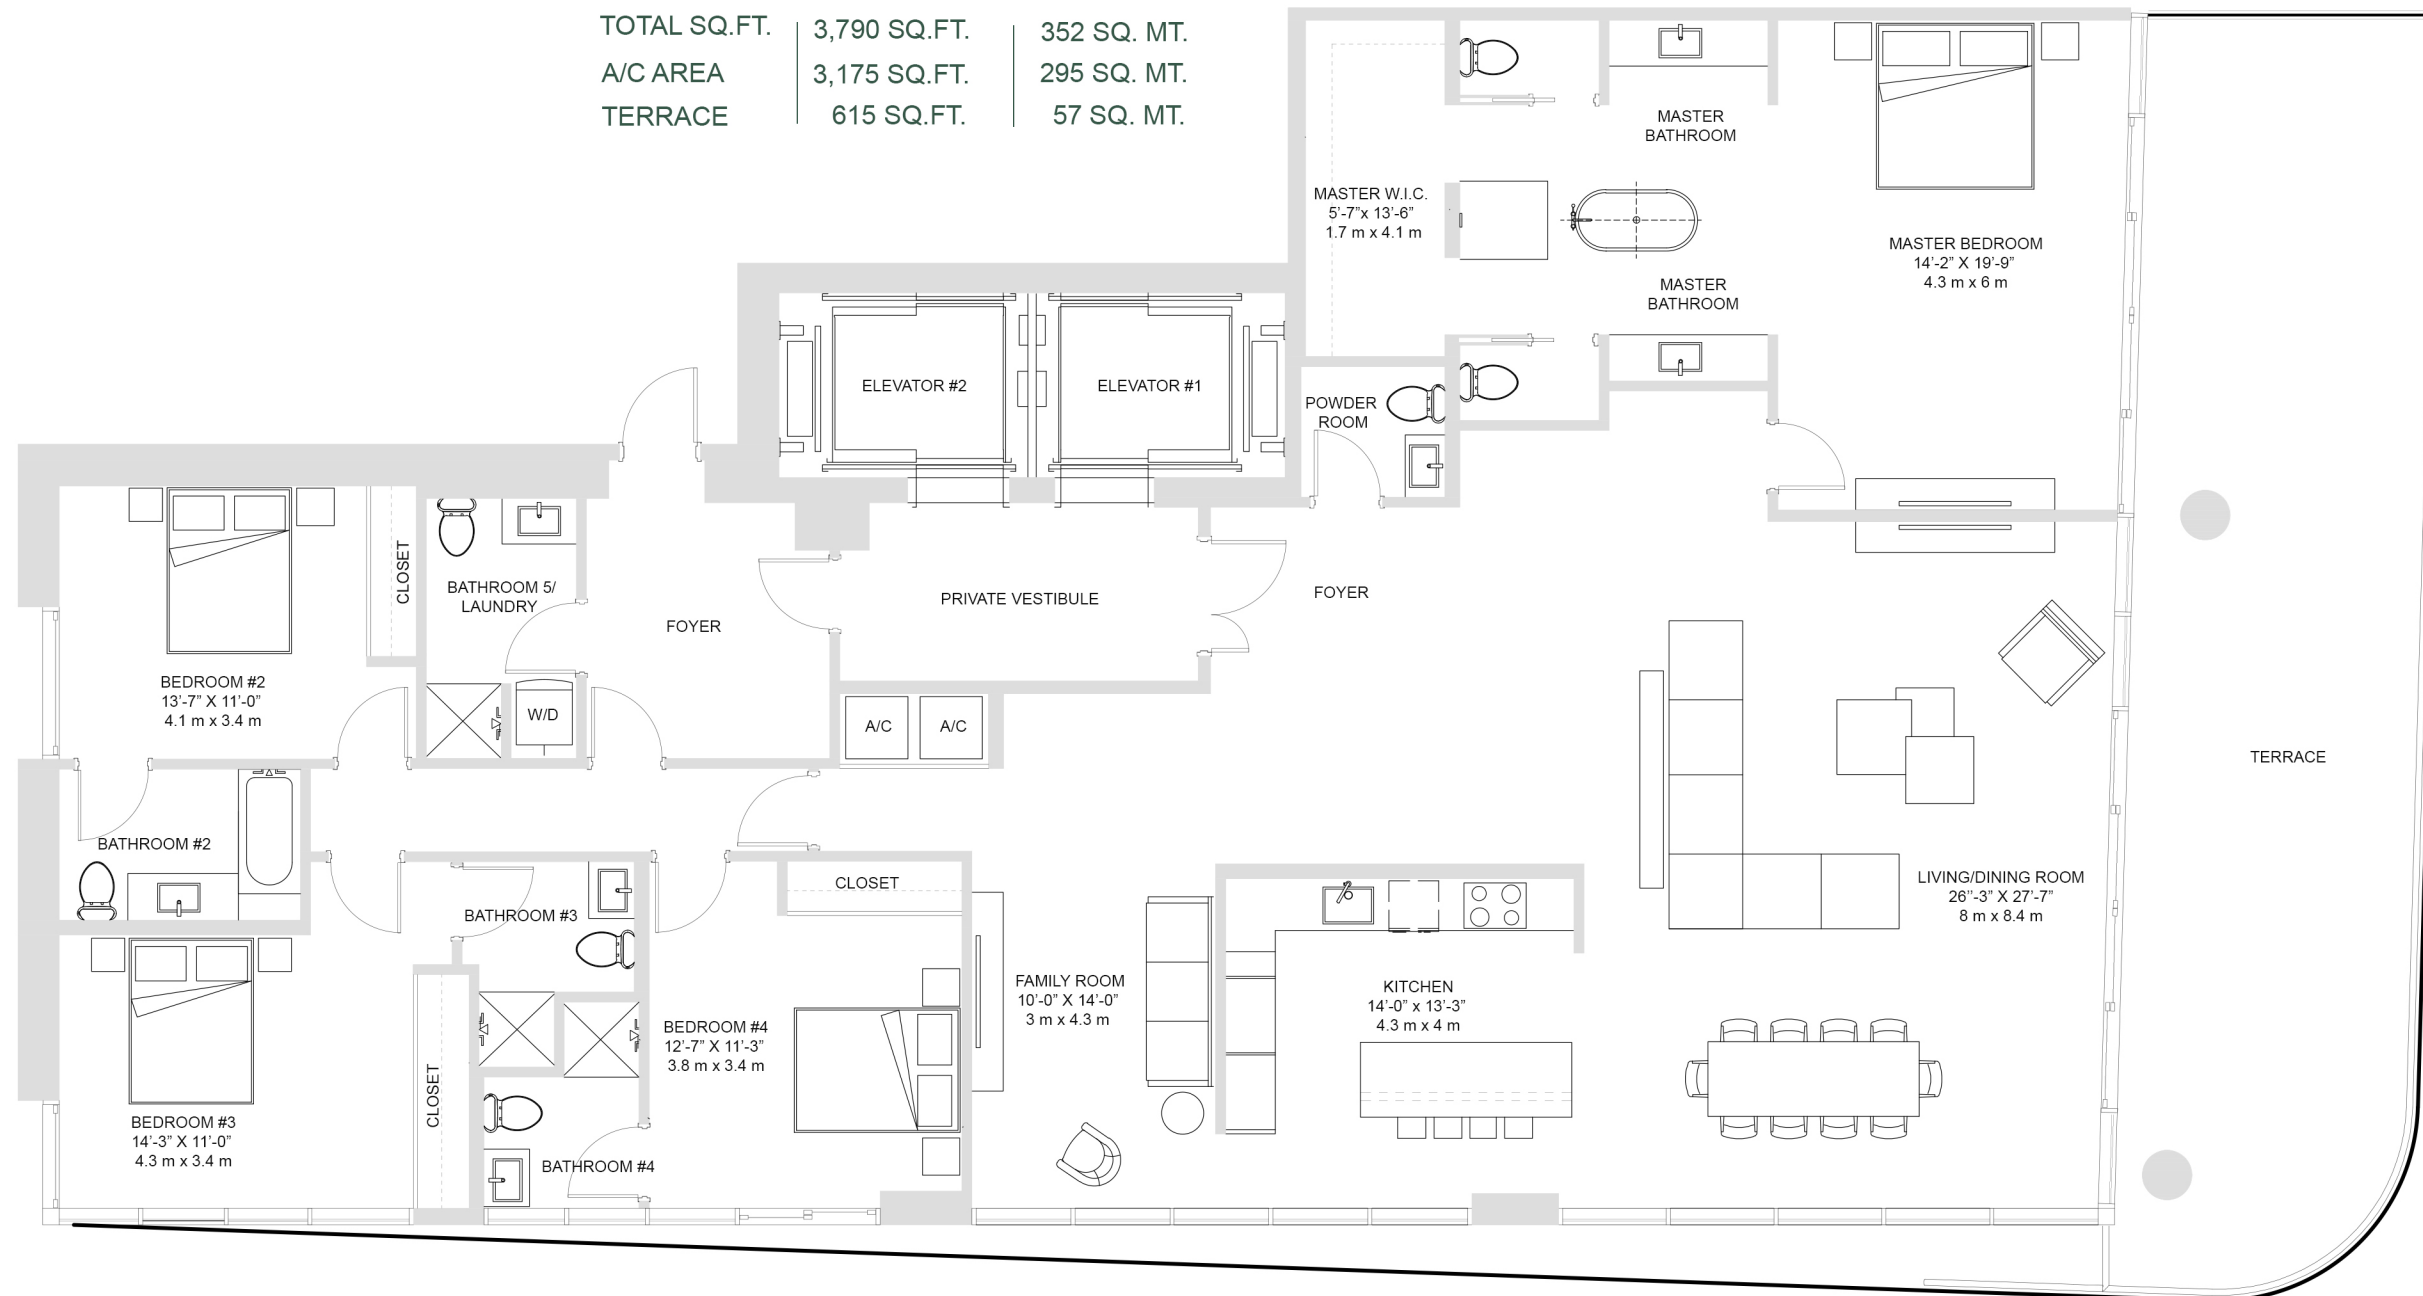 TOTAL SQ.FT. 3,790 SQ.FT. 352 SQ. MT.
A/C AREA 3,175 SQ.FT. 295 SQ. MT.
TERRACE 615 SQ.FT. 57 SQ. MT.
MASTER
BATHROOM
MASTER W.I.C.
5'-7”x 13'-6”
1.7 m x 4.1 m
MASTER BEDROOM
14'-2” X 19'-9”
4.3 m x 6 m
MASTER
BATHROOM
ELEVATOR #2
ELEVATOR #1
POWDER
ROOM
CLOSET
BATHROOM 5/
LAUNDRY
FOYER
PRIVATE VESTIBULE
FOYER
BEDROOM #2
13'-7” X 11'-0”
4.1 m x 3.4 m
W/D
A/C
A/C
TERRACE
BATHROOM #2
CLOSET
BATHROOM #3
LIVING/DINING ROOM
26''-3” X 27'-7”
8 m x 8.4 m
FAMILY ROOM
10'-0” X 14'-0”
3 m x 4.3 m
KITCHEN
14'-0” x 13'-3”
4.3 m x 4 m
BEDROOM #4
12'-7” X 11'-3”
3.8 m x 3.4 m
CLOSET
BEDROOM #3
14'-3” X 11'-0”
4.3 m x 3.4 m
BATHROOM #4